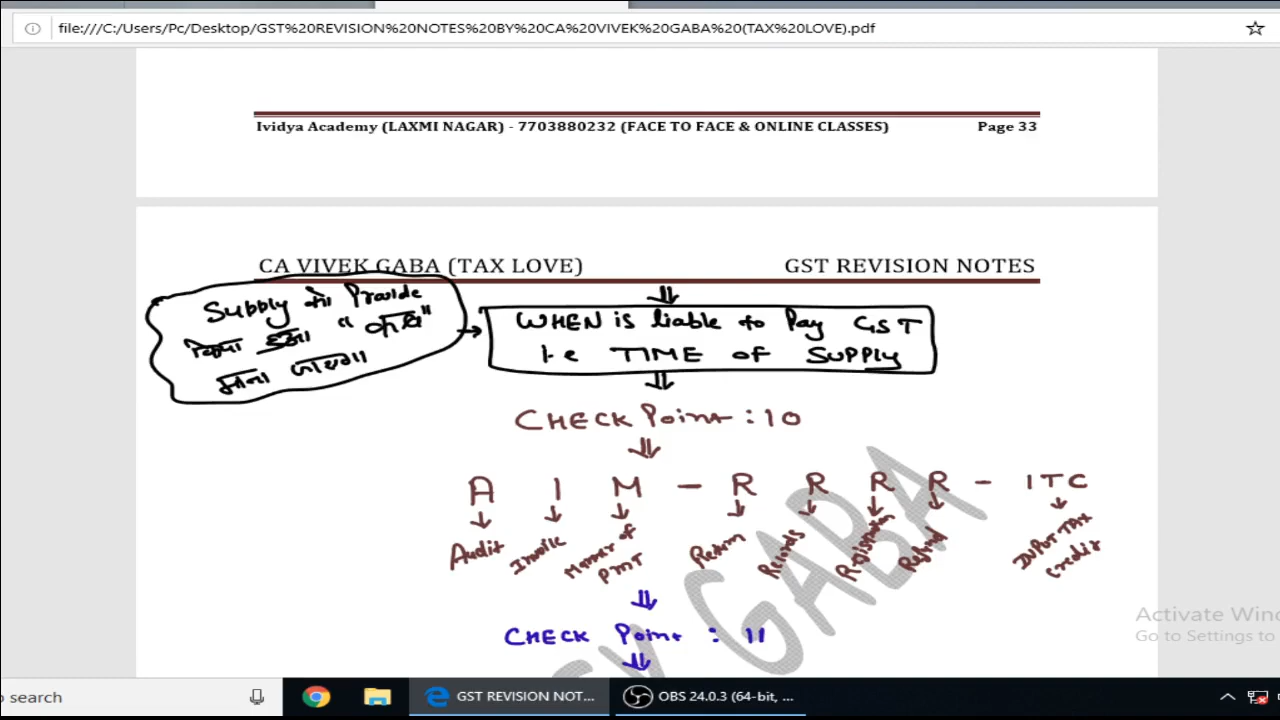 file:///C:/Users/Pc/Desktop/GST%20REVISION%20NOTES%20BY%20CA%20VIVEK%20GABA%20(TAX%20LOVE).pdf
Ividya Academy (LAXMI NAGAR) - 7703880232 (FACE TO FACE & ONLINE CLASSES) Page 33
CA VIVEK GABA (TAX LOVE) GST REVISION NOTES
Supply को Provide
किया हुआ "कब"
माना जायेगा
WHEN is liable to Pay GST
i.e TIME OF SUPPLY
CHECK Point : 10
A I M - R R R R - ITC
Audit Invoice Manner of PMT Return Records Refund INPUT TAX credit
CHECK Point : 11
GABA
Activate Win
Go to Settings to
search GST REVISION NOT... OBS 24.0.3 (64-bit, ...